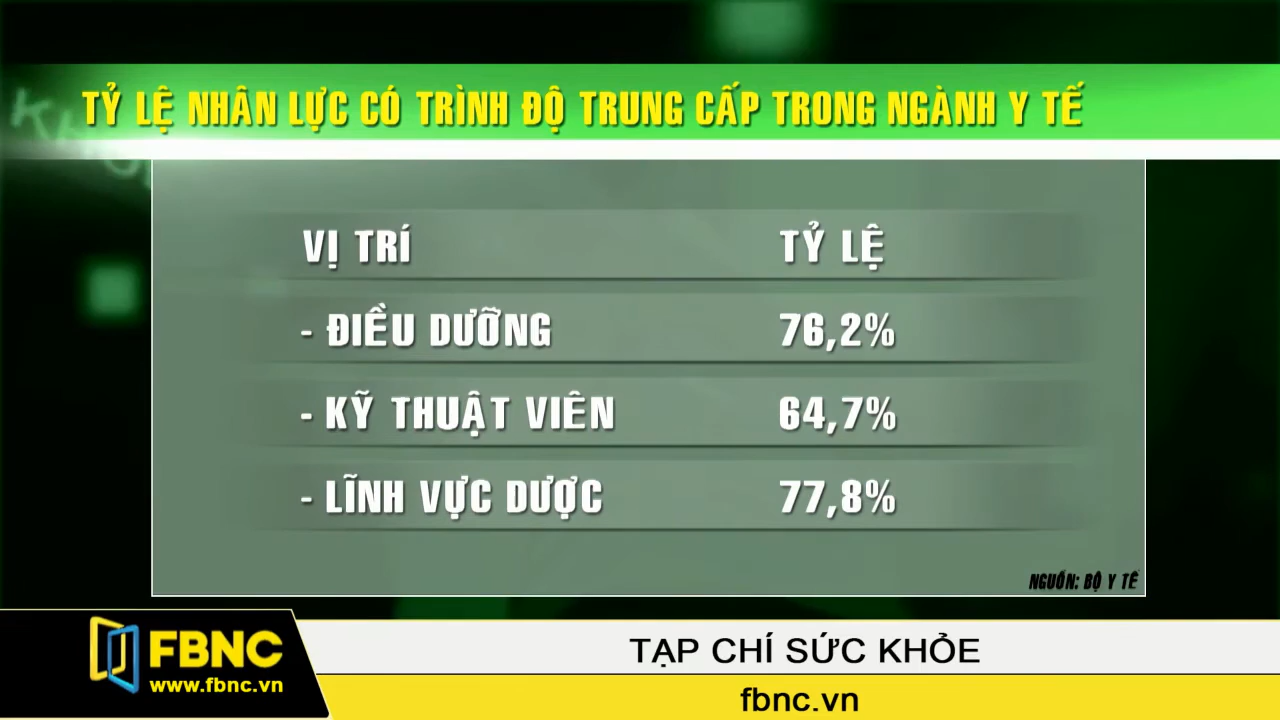 TỶ LỆ NHÂN LỰC CÓ TRÌNH ĐỘ TRUNG CẤP TRONG NGÀNH Y TẾ
VỊ TRÍ TỶ LỆ
- ĐIỀU DƯỠNG 76,2%
- KỸ THUẬT VIÊN 64,7%
- LĨNH VỰC DƯỢC 77,8%
NGUỒN: BỘ Y TẾ
FBNC
www.fbnc.vn
TẠP CHÍ SỨC KHỎE
fbnc.vn